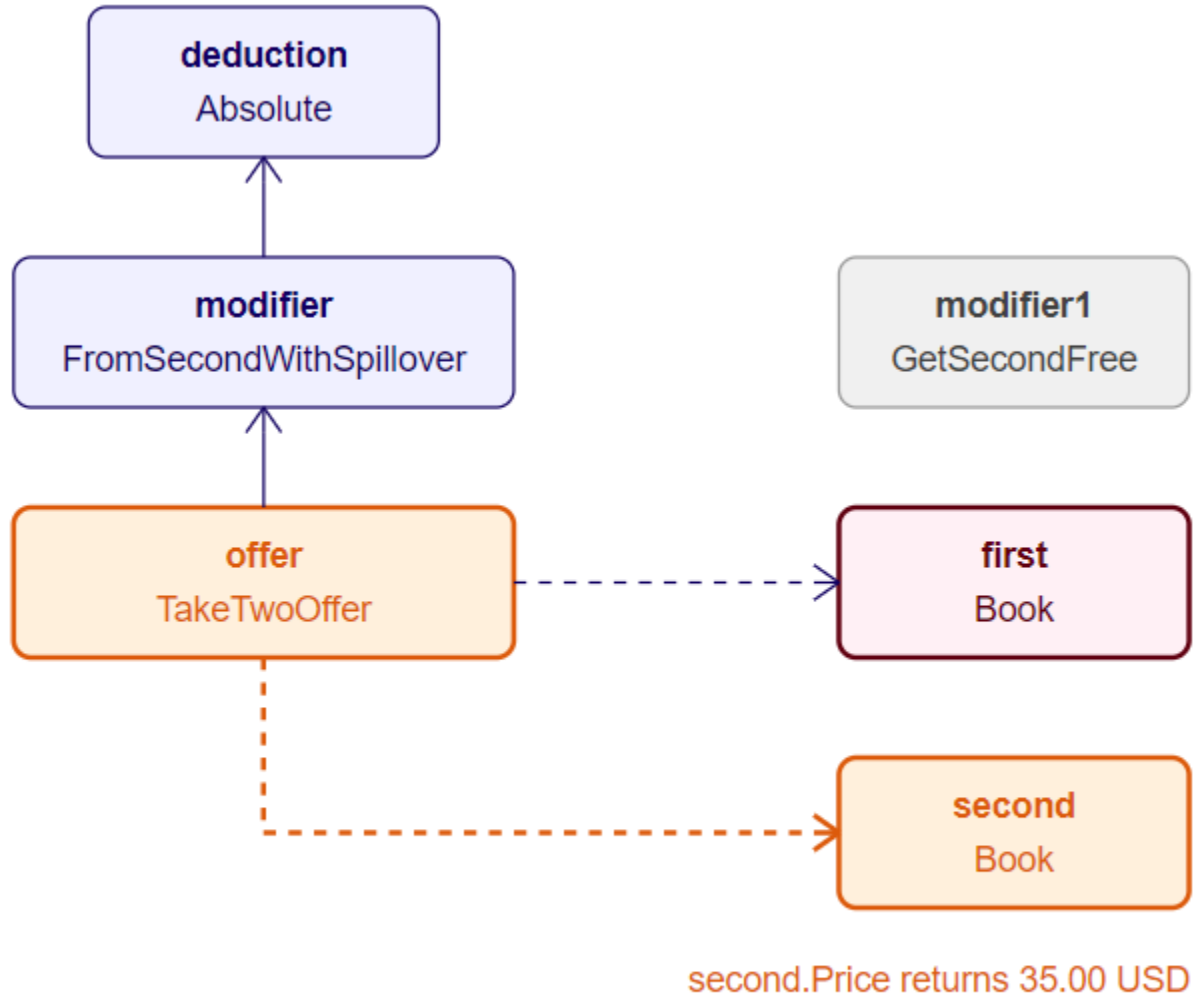 deduction
Absolute
modifier
FromSecondWithSpillover
modifier1
GetSecondFree
offer
TakeTwoOffer
first
Book
second
Book
second.Price returns 35.00 USD